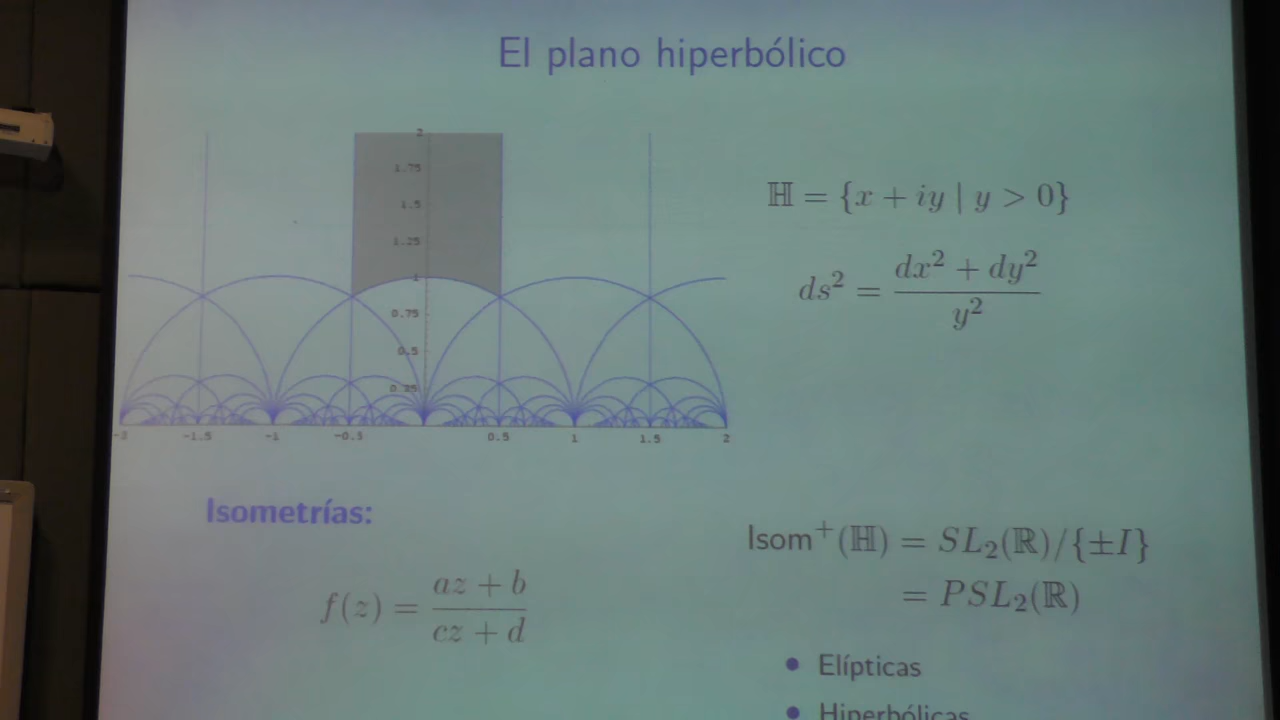 El plano hiperbólico
2
1.75
1.5
1.25
1
0.75
0.5
0.25
-2 -1.5 -1 -0.5 0.5 1 1.5 2
ℍ = {x + iy | y > 0}
ds² = (dx² + dy²) / y²
Isometrías:
f(z) = (az + b) / (cz + d)
Isom⁺(ℍ) = SL₂(ℝ)/{±I}
= PSL₂(ℝ)
• Elípticas
• Hiperbólicas